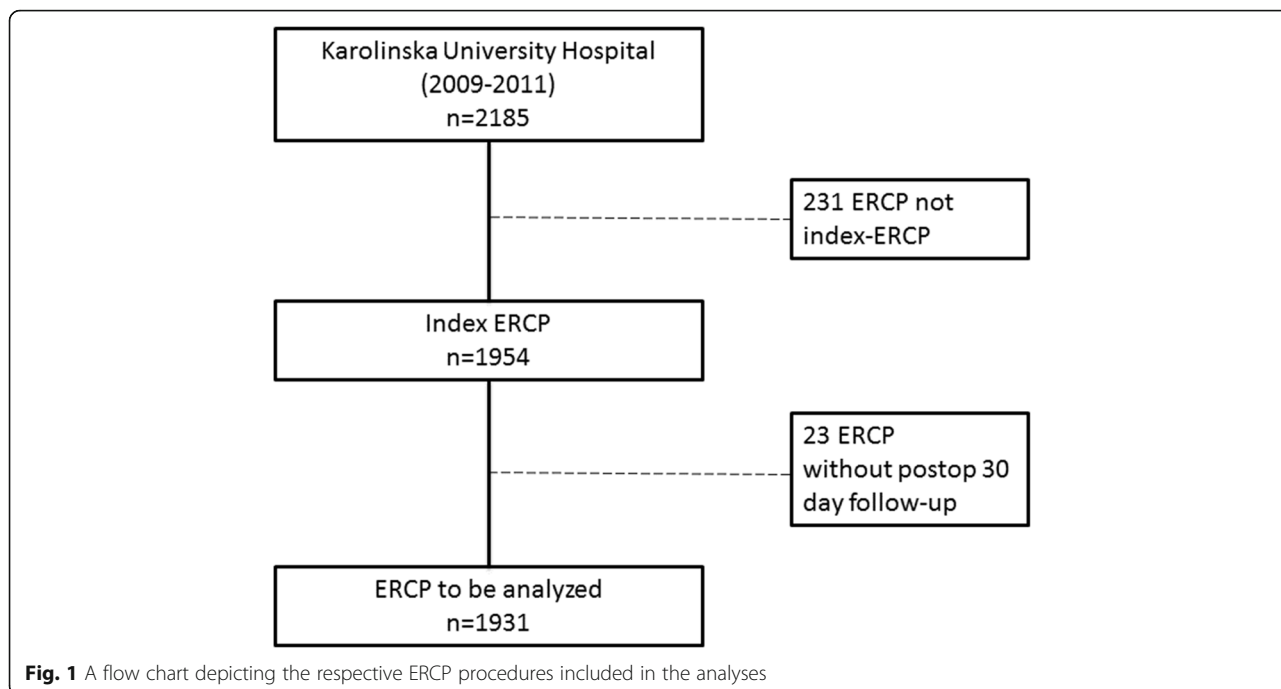 Karolinska University Hospital
(2009-2011)
n=2185
231 ERCP not
index-ERCP
Index ERCP
n=1954
23 ERCP
without postop 30
day follow-up
ERCP to be analyzed
n=1931
Fig. 1 A flow chart depicting the respective ERCP procedures included in the analyses